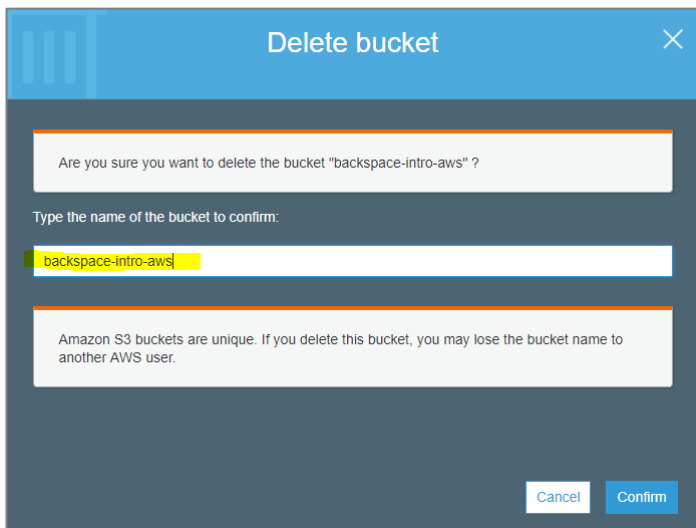 Delete bucket
Are you sure you want to delete the bucket "backspace-intro-aws" ?
Type the name of the bucket to confirm:
backspace-intro-aws
Amazon S3 buckets are unique. If you delete this bucket, you may lose the bucket name to
another AWS user.
Cancel Confirm